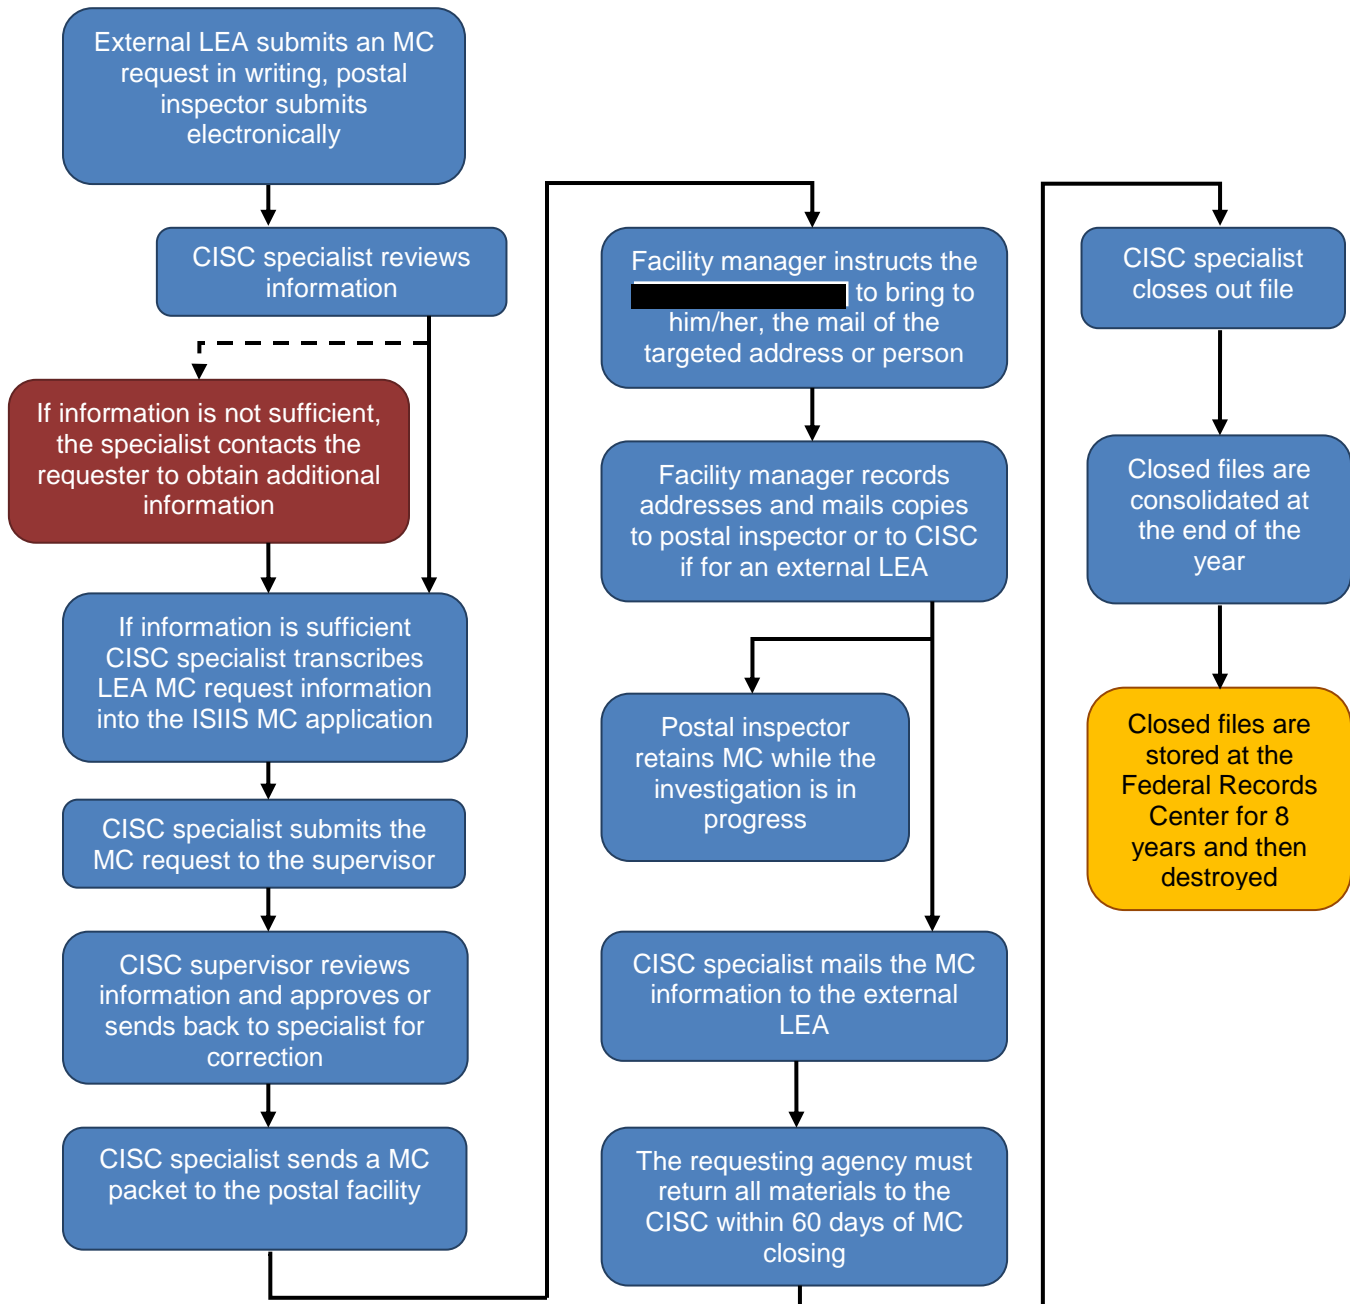 External LEA submits an MC
request in writing, postal
inspector submits
electronically
CISC specialist reviews
information
If information is not sufficient,
the specialist contacts the
requester to obtain additional
information
If information is sufficient
CISC specialist transcribes
LEA MC request information
into the ISIIS MC application
CISC specialist submits the
MC request to the supervisor
CISC supervisor reviews
information and approves or
sends back to specialist for
correction
CISC specialist sends a MC
packet to the postal facility
Facility manager instructs the
to bring to
him/her, the mail of the
targeted address or person
Facility manager records
addresses and mails copies
to postal inspector or to CISC
if for an external LEA
Postal inspector
retains MC while the
investigation is in
progress
CISC specialist mails the MC
information to the external
LEA
The requesting agency must
return all materials to the
CISC within 60 days of MC
closing
CISC specialist
closes out file
Closed files are
consolidated at
the end of the
year
Closed files are
stored at the
Federal Records
Center for 8
years and then
destroyed